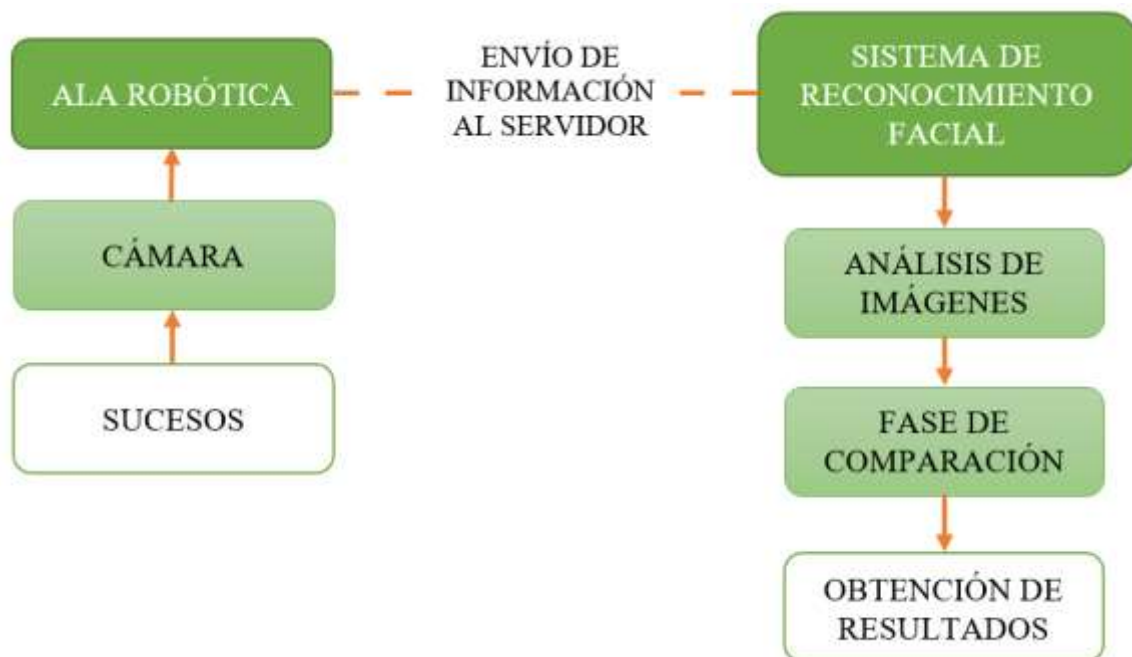 ALA ROBÓTICA
ENVÍO DE
INFORMACIÓN
AL SERVIDOR
SISTEMA DE
RECONOCIMIENTO
FACIAL
CÁMARA
SUCESOS
ANÁLISIS DE
IMÁGENES
FASE DE
COMPARACIÓN
OBTENCIÓN DE
RESULTADOS